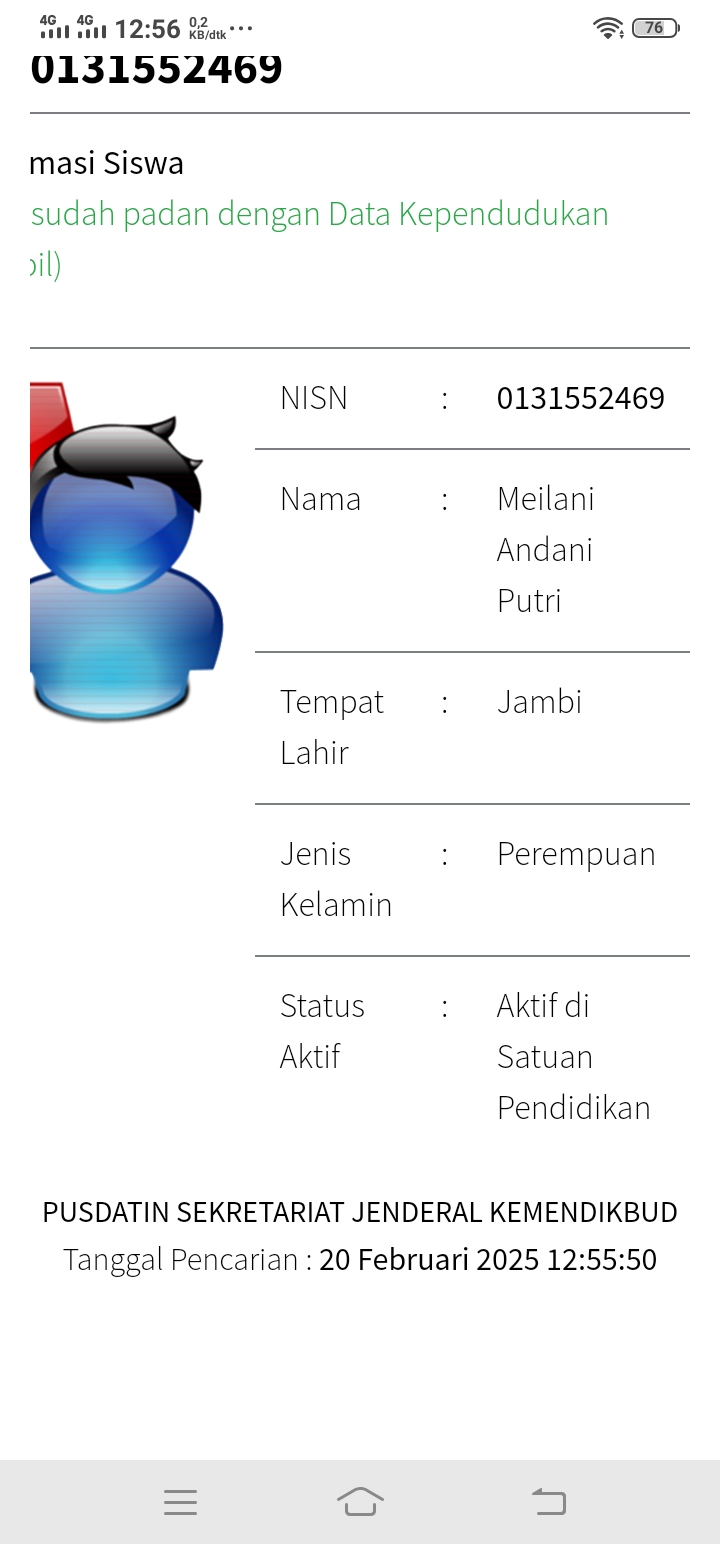 4G 4G 12:56 0,2 KB/dtk ... 76
0131552469
masi Siswa
sudah padan dengan Data Kependudukan
il)
NISN : 0131552469
Nama : Meilani
Andani
Putri
Tempat : Jambi
Lahir
Jenis : Perempuan
Kelamin
Status : Aktif di
Aktif Satuan
Pendidikan
PUSDATIN SEKRETARIAT JENDERAL KEMENDIKBUD
Tanggal Pencarian : 20 Februari 2025 12:55:50